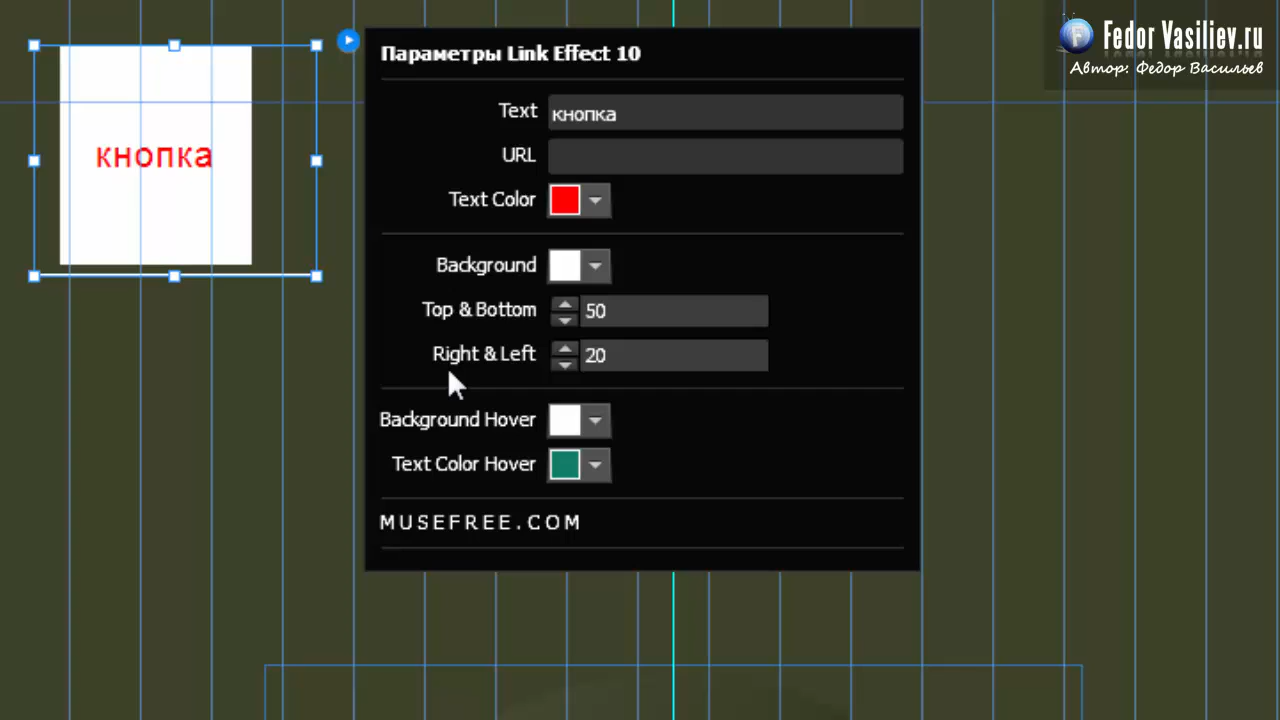 Fedor Vasiliev.ru
Автор: Федор Васильев
кнопка
Параметры Link Effect 10
Text кнопка
URL
Text Color
Background
Top & Bottom 50
Right & Left 20
Background Hover
Text Color Hover
MUSEFREE.COM